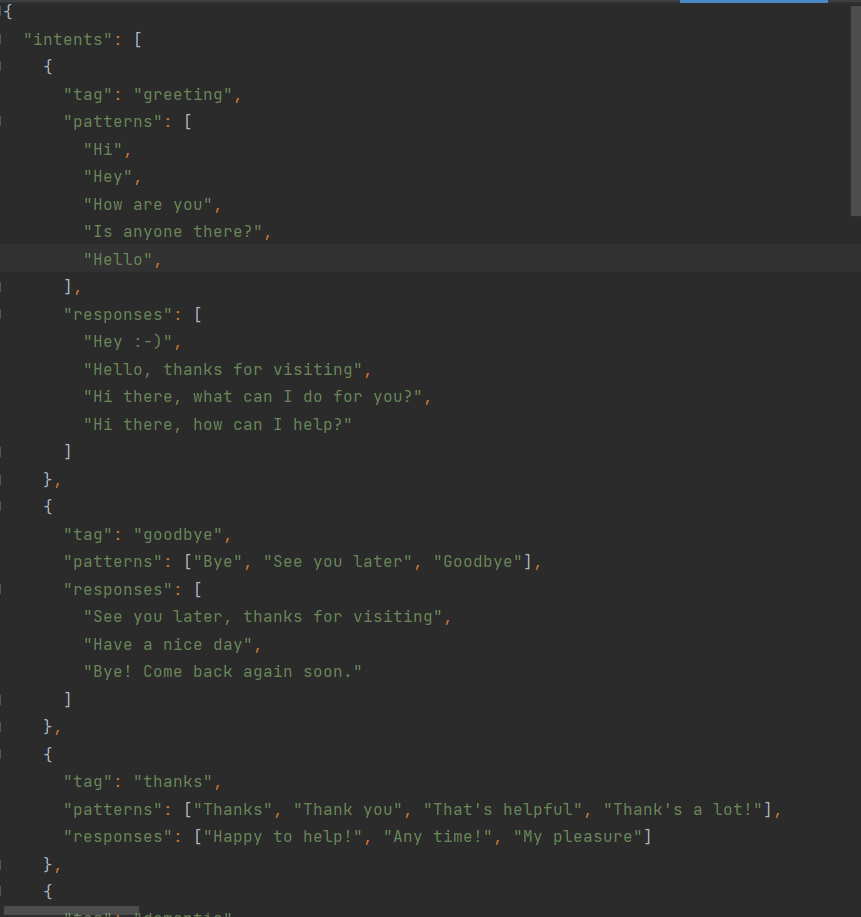 {
  "intents": [
    {
      "tag": "greeting",
      "patterns": [
        "Hi",
        "Hey",
        "How are you",
        "Is anyone there?",
        "Hello",
      ],
      "responses": [
        "Hey :-)",
        "Hello, thanks for visiting",
        "Hi there, what can I do for you?",
        "Hi there, how can I help?"
      ]
    },
    {
      "tag": "goodbye",
      "patterns": ["Bye", "See you later", "Goodbye"],
      "responses": [
        "See you later, thanks for visiting",
        "Have a nice day",
        "Bye! Come back again soon."
      ]
    },
    {
      "tag": "thanks",
      "patterns": ["Thanks", "Thank you", "That's helpful", "Thank's a lot!"],
      "responses": ["Happy to help!", "Any time!", "My pleasure"]
    },
    {